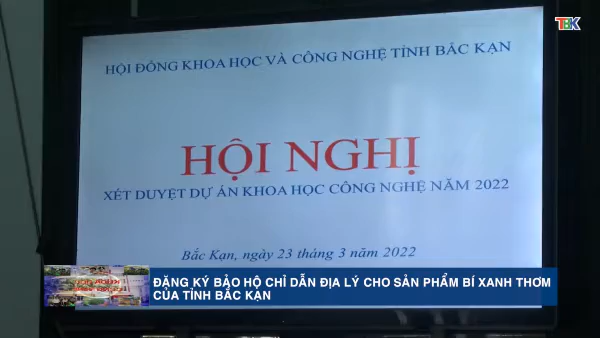 TBK
HỘI ĐỒNG KHOA HỌC VÀ CÔNG NGHỆ TỈNH BẮC KẠN
HỘI NGHỊ
XÉT DUYỆT DỰ ÁN KHOA HỌC CÔNG NGHỆ NĂM 2022
Bắc Kạn, ngày 23 tháng 3 năm 2022
ĐĂNG KÝ BẢO HỘ CHỈ DẪN ĐỊA LÝ CHO SẢN PHẨM BÍ XANH THƠM
CỦA TỈNH BẮC KẠN